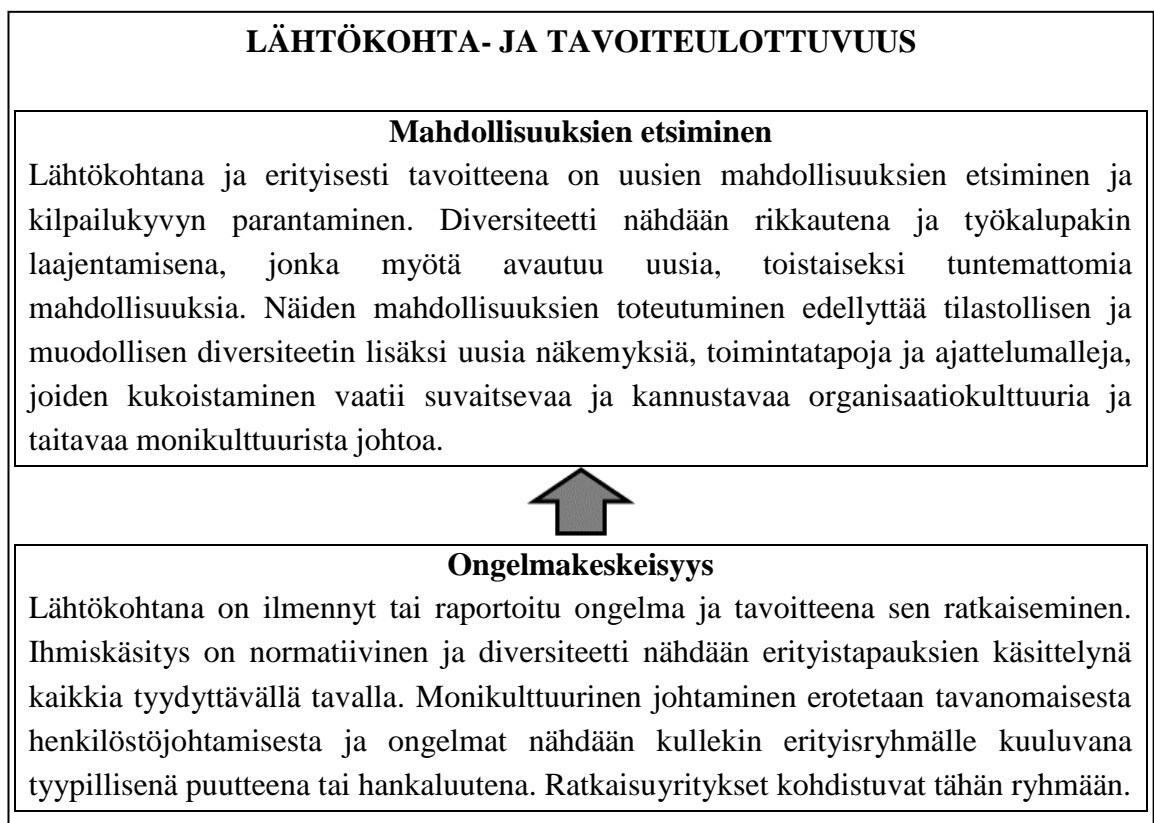 LÄHTÖKOHTA- JA TAVOITEULOTTUVUUS
Mahdollisuuksien etsiminen
Lähtökohtana ja erityisesti tavoitteena on uusien mahdollisuuksien etsiminen ja
kilpailukyvyn parantaminen. Diversiteetti nähdään rikkautena ja työkalupakin
laajentamisena, jonka myötä avautuu uusia, toistaiseksi tuntemattomia
mahdollisuuksia. Näiden mahdollisuuksien toteutuminen edellyttää tilastollisen ja
muodollisen diversiteetin lisäksi uusia näkemyksiä, toimintatapoja ja ajattelumalleja,
joiden kukoistaminen vaatii suvaitsevaa ja kannustavaa organisaatiokulttuuria ja
taitavaa monikulttuurista johtoa.
Ongelmakeskeisyys
Lähtökohtana on ilmennyt tai raportoitu ongelma ja tavoitteena sen ratkaiseminen.
Ihmiskäsitys on normatiivinen ja diversiteetti nähdään erityistapauksien käsittelynä
kaikkia tyydyttävällä tavalla. Monikulttuurinen johtaminen erotetaan tavanomaisesta
henkilöstöjohtamisesta ja ongelmat nähdään kullekin erityisryhmälle kuuluvana
tyypillisenä puutteena tai hankaluutena. Ratkaisuyritykset kohdistuvat tähän ryhmään.